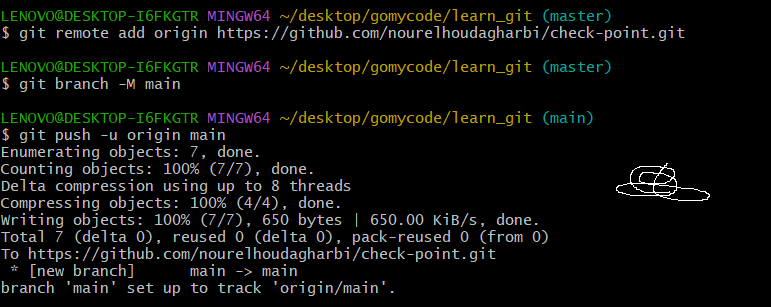 LENOVO@DESKTOP-I6FKGTR MINGW64 ~/desktop/gomycode/learn_git (master)
$ git remote add origin https://github.com/nourelhoudagharbi/check-point.git
LENOVO@DESKTOP-I6FKGTR MINGW64 ~/desktop/gomycode/learn_git (master)
$ git branch -M main
LENOVO@DESKTOP-I6FKGTR MINGW64 ~/desktop/gomycode/learn_git (main)
$ git push -u origin main
Enumerating objects: 7, done.
Counting objects: 100% (7/7), done.
Delta compression using up to 8 threads
Compressing objects: 100% (4/4), done.
Writing objects: 100% (7/7), 650 bytes | 650.00 KiB/s, done.
Total 7 (delta 0), reused 0 (delta 0), pack-reused 0 (from 0)
To https://github.com/nourelhoudagharbi/check-point.git
 * [new branch]      main -> main
branch 'main' set up to track 'origin/main'.